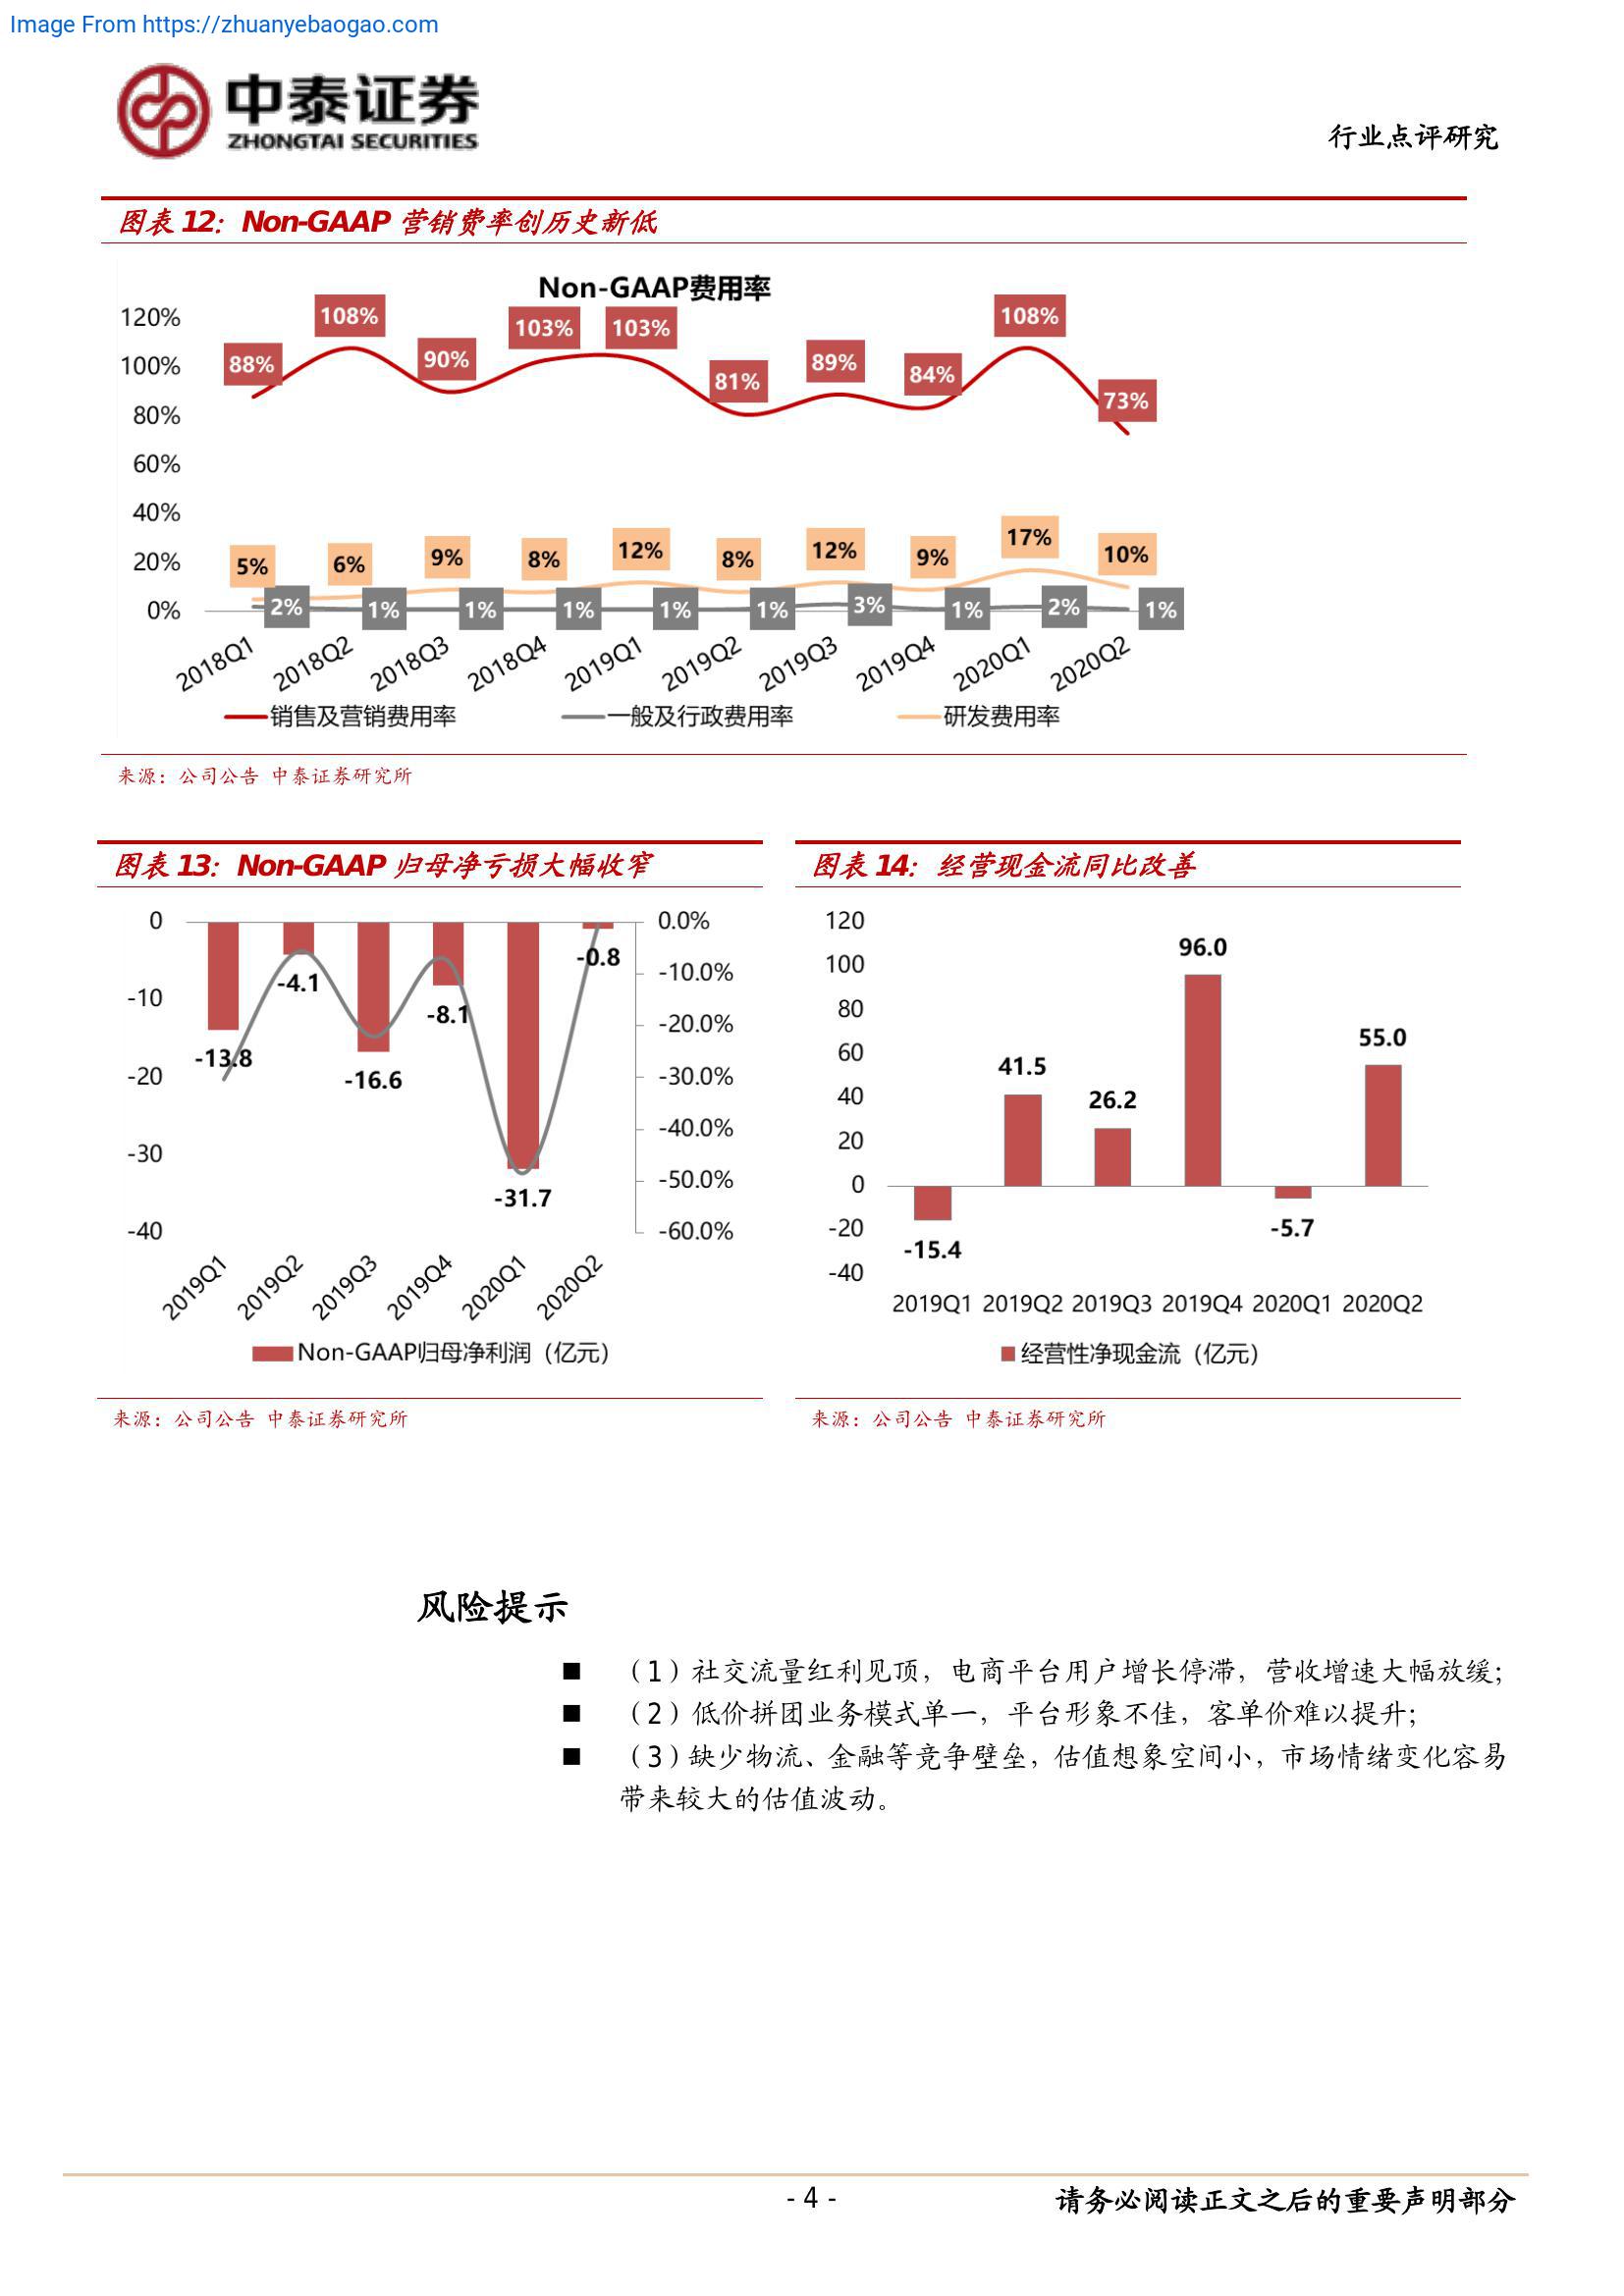 Image From https://zhuanyebaogao.com
中泰证券
ZHONGTAI SECURITIES
行业点评研究
图表 12：Non-GAAP 营销费率创历史新低
Non-GAAP费用率
120%
100%
80%
60%
40%
20%
0%
88% 108% 90% 103% 103% 81% 89% 84% 108% 73%
5% 6% 9% 8% 12% 8% 12% 9% 17% 10%
2% 1% 1% 1% 1% 1% 3% 1% 2% 1%
2018Q1 2018Q2 2018Q3 2018Q4 2019Q1 2019Q2 2019Q3 2019Q4 2020Q1 2020Q2
销售及营销费用率 一般及行政费用率 研发费用率
来源：公司公告 中泰证券研究所
图表 13：Non-GAAP 归母净亏损大幅收窄
0
-10
-20
-30
-40
-13.8 -4.1 -16.6 -8.1 -31.7 -0.8
0.0%
-10.0%
-20.0%
-30.0%
-40.0%
-50.0%
-60.0%
2019Q1 2019Q2 2019Q3 2019Q4 2020Q1 2020Q2
Non-GAAP归母净利润（亿元）
来源：公司公告 中泰证券研究所
图表 14：经营现金流同比改善
120
100
80
60
40
20
0
-20
-40
-15.4 41.5 26.2 96.0 -5.7 55.0
2019Q1 2019Q2 2019Q3 2019Q4 2020Q1 2020Q2
经营性净现金流（亿元）
来源：公司公告 中泰证券研究所
风险提示
■ （1）社交流量红利见顶，电商平台用户增长停滞，营收增速大幅放缓；
■ （2）低价拼团业务模式单一，平台形象不佳，客单价难以提升；
■ （3）缺少物流、金融等竞争壁垒，估值想象空间小，市场情绪变化容易
带来较大的估值波动。
- 4 -
请务必阅读正文之后的重要声明部分